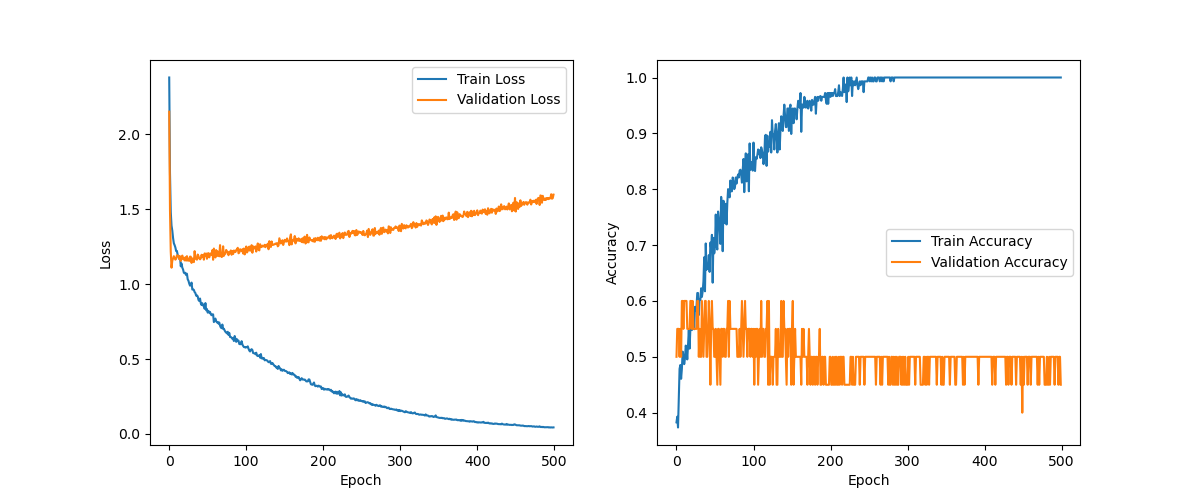 Train Loss
Validation Loss
2.0
1.5
1.0
0.5
0.0
Loss
0 100 200 300 400 500
Epoch
1.0
0.9
0.8
0.7
0.6
0.5
0.4
Accuracy
Train Accuracy
Validation Accuracy
0 100 200 300 400 500
Epoch